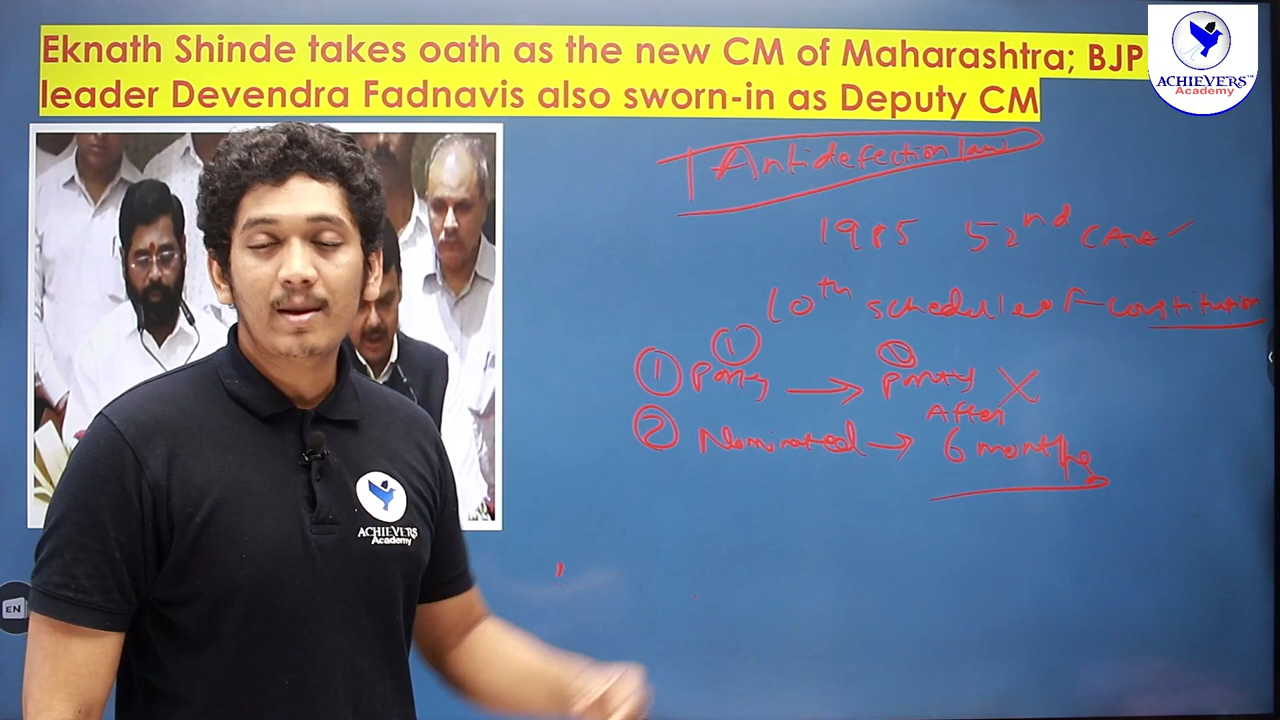 Eknath Shinde takes oath as the new CM of Maharashtra; BJP
leader Devendra Fadnavis also sworn-in as Deputy CM
ACHIEVERS™
Academy
Antidefection law
1985 52nd
10th schedule of constitution
① Party → Party X
After
② Nominated → 6 months
ACHIEVERS
Academy
EN